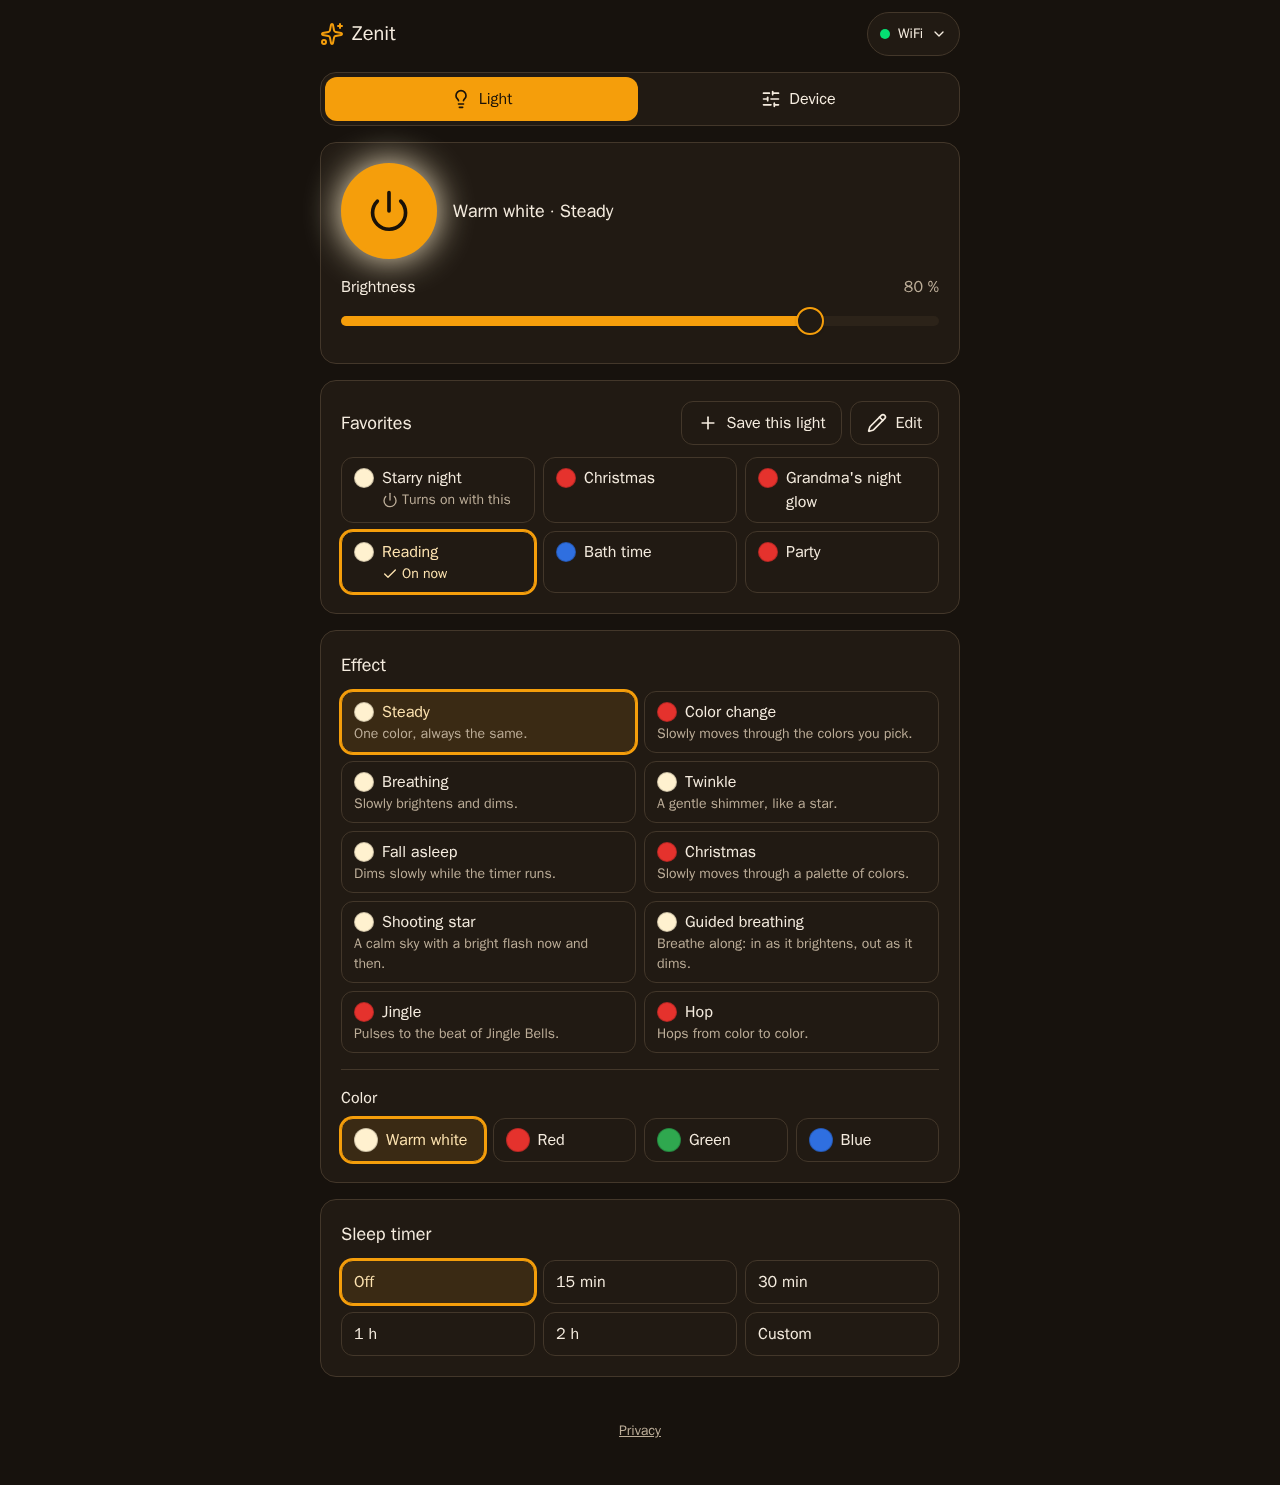 Zenit
WiFi
Light
Device
Warm white · Steady
Brightness
80 %
Favorites
Save this light
Edit
Starry night
Turns on with this
Christmas
Grandma's night
glow
Reading
On now
Bath time
Party
Effect
Steady
One color, always the same.
Color change
Slowly moves through the colors you pick.
Breathing
Slowly brightens and dims.
Twinkle
A gentle shimmer, like a star.
Fall asleep
Dims slowly while the timer runs.
Christmas
Slowly moves through a palette of colors.
Shooting star
A calm sky with a bright flash now and
then.
Guided breathing
Breathe along: in as it brightens, out as it
dims.
Jingle
Pulses to the beat of Jingle Bells.
Hop
Hops from color to color.
Color
Warm white
Red
Green
Blue
Sleep timer
Off
15 min
30 min
1 h
2 h
Custom
Privacy